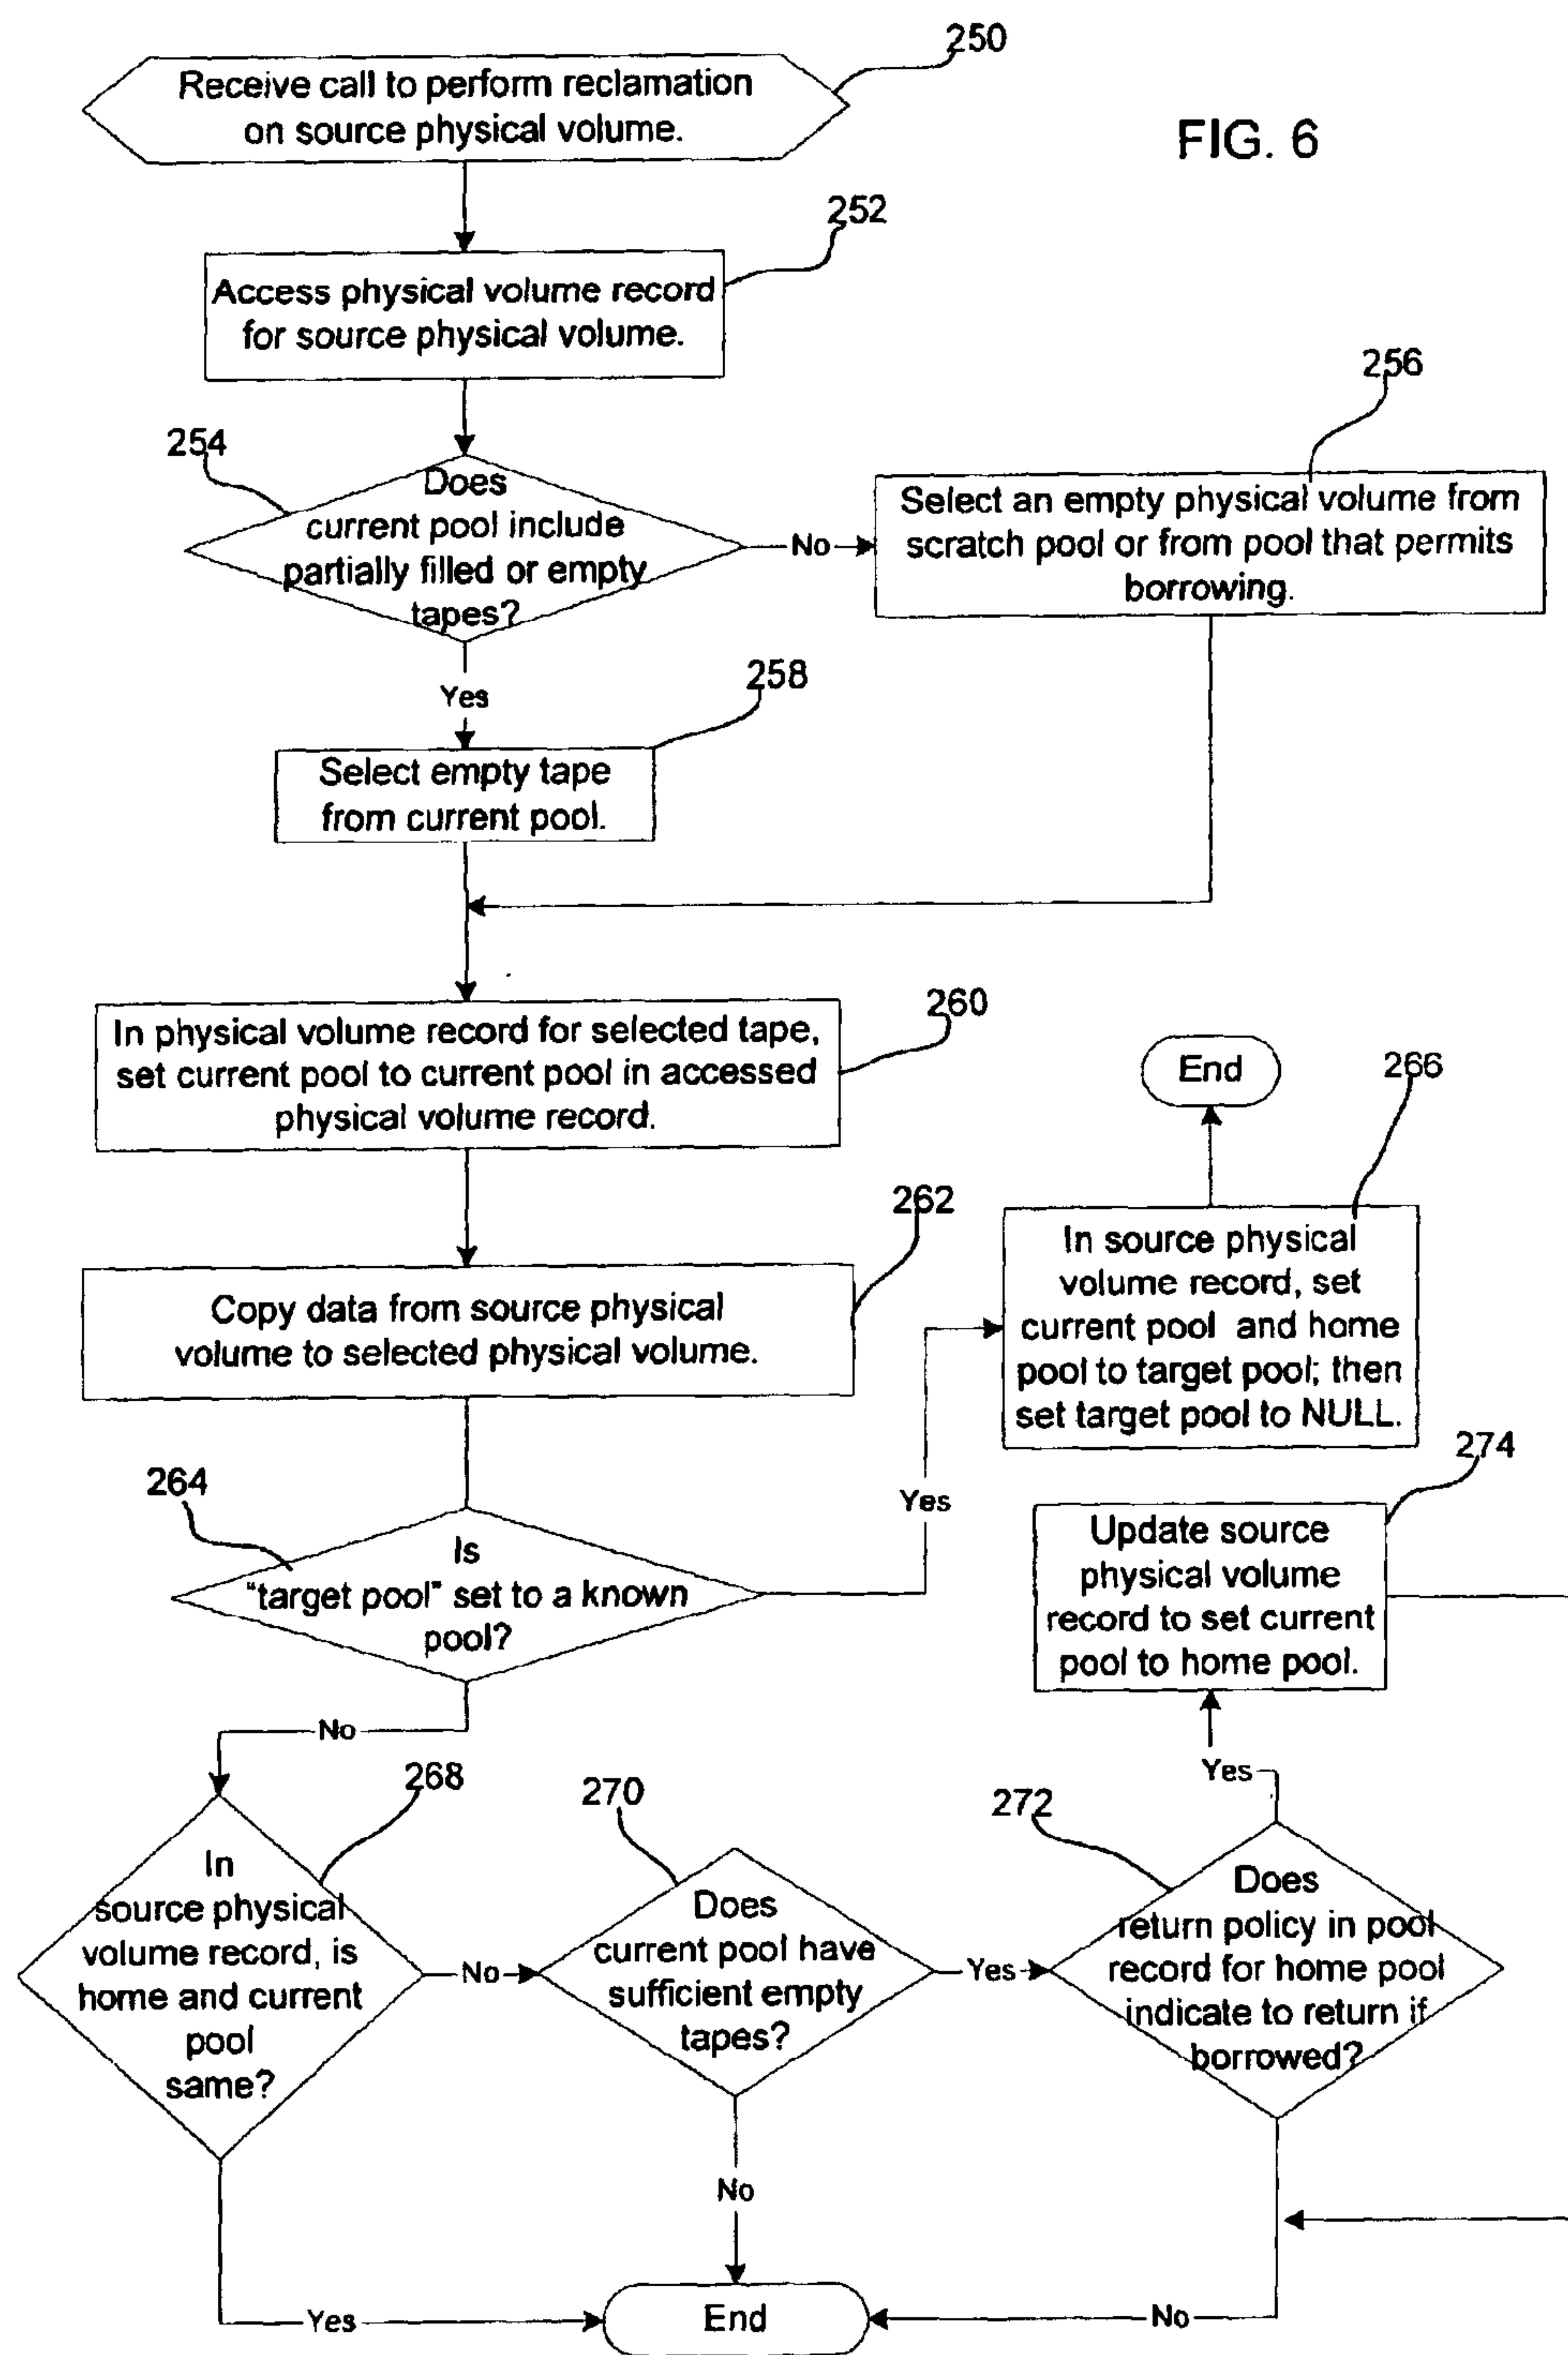 250
Receive call to perform reclamation
on source physical volume.
FIG. 6
252
Access physical volume record
for source physical volume.
256
254
Does
current pool include
partially filled or empty
tapes?
No
Select an empty physical volume from
scratch pool or from pool that permits
borrowing.
Yes
258
Select empty tape
from current pool.
260
In physical volume record for selected tape,
set current pool to current pool in accessed
physical volume record.
End
266
262
Copy data from source physical
volume to selected physical volume.
In source physical
volume record, set
current pool and home
pool to target pool; then
set target pool to NULL.
264
Is
"target pool" set to a known
pool?
Yes
274
Update source
physical volume
record to set current
pool to home pool.
No
Yes
268
In
source physical
volume record, is
home and current
pool
same?
No
270
Does
current pool have
sufficient empty
tapes?
Yes
272
Does
return policy in pool
record for home pool
indicate to return if
borrowed?
No
Yes
End
No